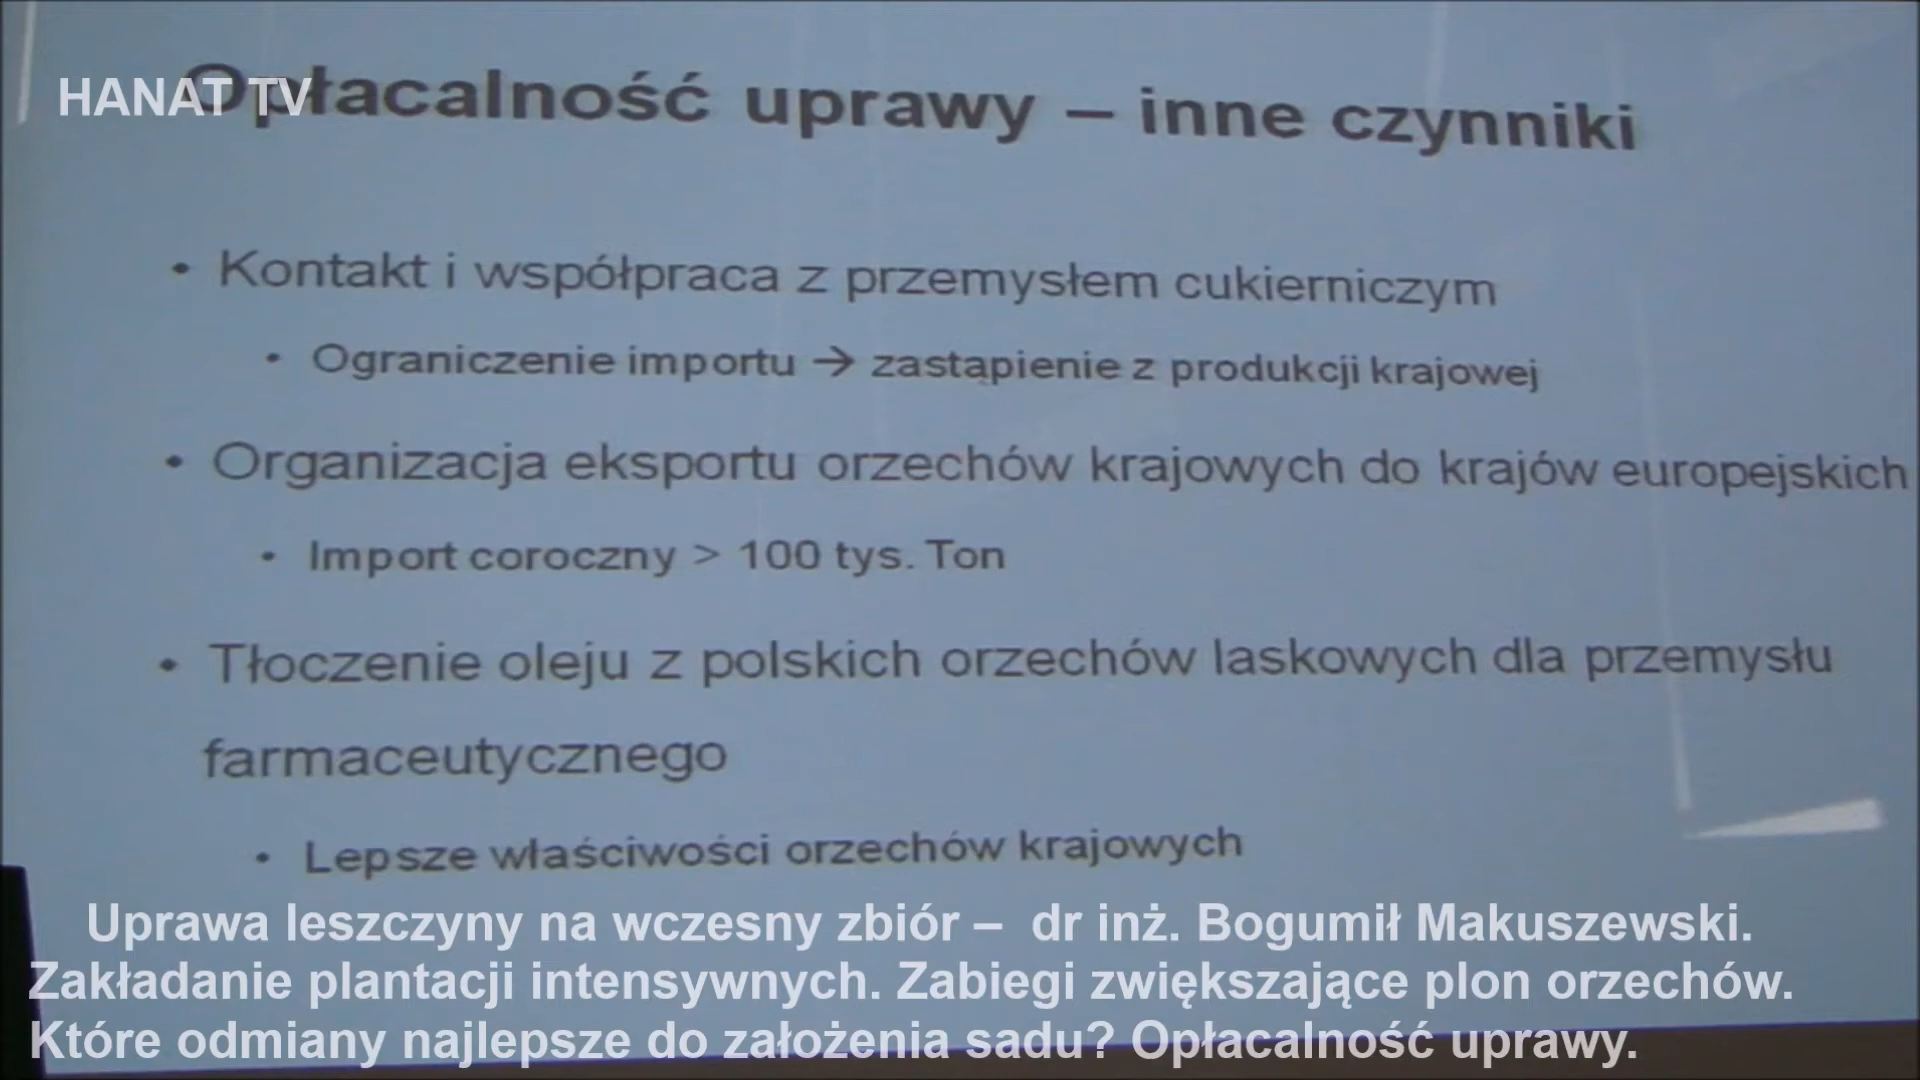 HANAT TV
Opłacalność uprawy – inne czynniki
• Kontakt i współpraca z przemysłem cukierniczym
• Ograniczenie importu → zastąpienie z produkcji krajowej
• Organizacja eksportu orzechów krajowych do krajów europejskich
• Import coroczny > 100 tys. Ton
• Tłoczenie oleju z polskich orzechów laskowych dla przemysłu
farmaceutycznego
• Lepsze właściwości orzechów krajowych
Uprawa leszczyny na wczesny zbiór – dr inż. Bogumił Makuszewski.
Zakładanie plantacji intensywnych. Zabiegi zwiększające plon orzechów.
Które odmiany najlepsze do założenia sadu? Opłacalność uprawy.